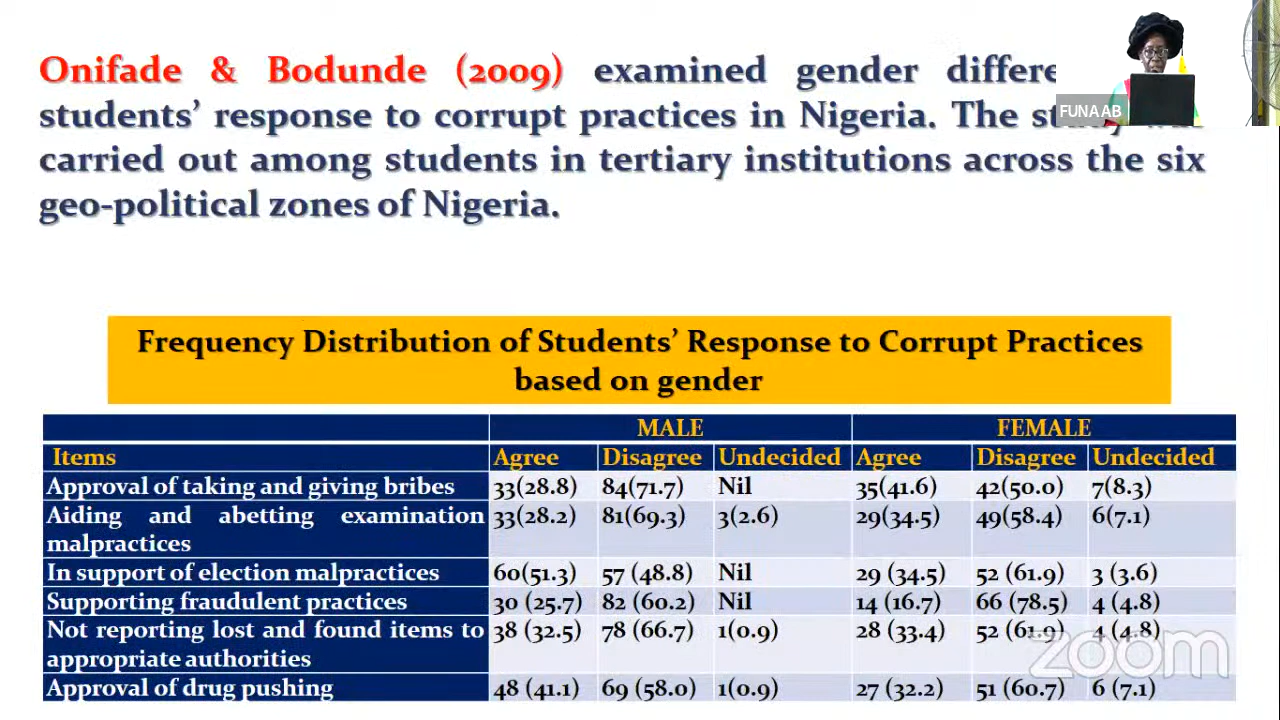 Onifade & Bodunde (2009) examined gender
students' response to corrupt practices in Nigeria. The
carried out among students in tertiary institutions across the six
geo-political zones of Nigeria.
FUNAAB
Frequency Distribution of Students' Response to Corrupt Practices
based on gender
MALE FEMALE
Items Agree Disagree Undecided Agree Disagree Undecided
Approval of taking and giving bribes 33(28.8) 84(71.7) Nil 35(41.6) 42(50.0) 7(8.3)
Aiding and abetting examination 33(28.2) 81(69.3) 3(2.6) 29(34.5) 49(58.4) 6(7.1)
malpractices
In support of election malpractices 60(51.3) 57 (48.8) Nil 29 (34.5) 52 (61.9) 3 (3.6)
Supporting fraudulent practices 30 (25.7) 82 (60.2) Nil 14 (16.7) 66 (78.5) 4 (4.8)
Not reporting lost and found items to 38 (32.5) 78 (66.7) 1(0.9) 28 (33.4) 52 (61.9) 4 (4.8)
appropriate authorities
zoom
Approval of drug pushing 48 (41.1) 69 (58.0) 1(0.9) 27 (32.2) 51 (60.7) 6 (7.1)